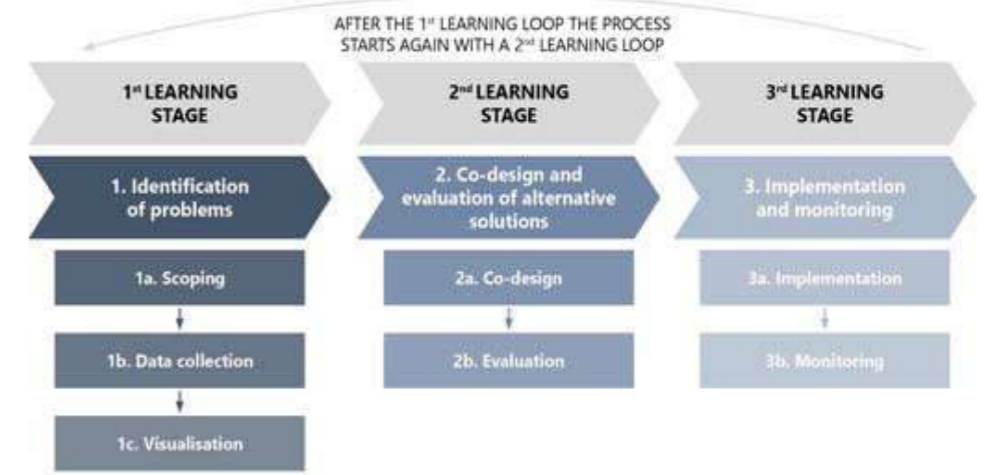 AFTER THE 1st LEARNING LOOP THE PROCESS
STARTS AGAIN WITH A 2nd LEARNING LOOP
1st LEARNING
STAGE
2nd LEARNING
STAGE
3rd LEARNING
STAGE
1. Identification
of problems
2. Co-design and
evaluation of alternative
solutions
3. Implementation
and monitoring
1a. Scoping
2a. Co-design
3a. Implementation
1b. Data collection
2b. Evaluation
3b. Monitoring
1c. Visualisation